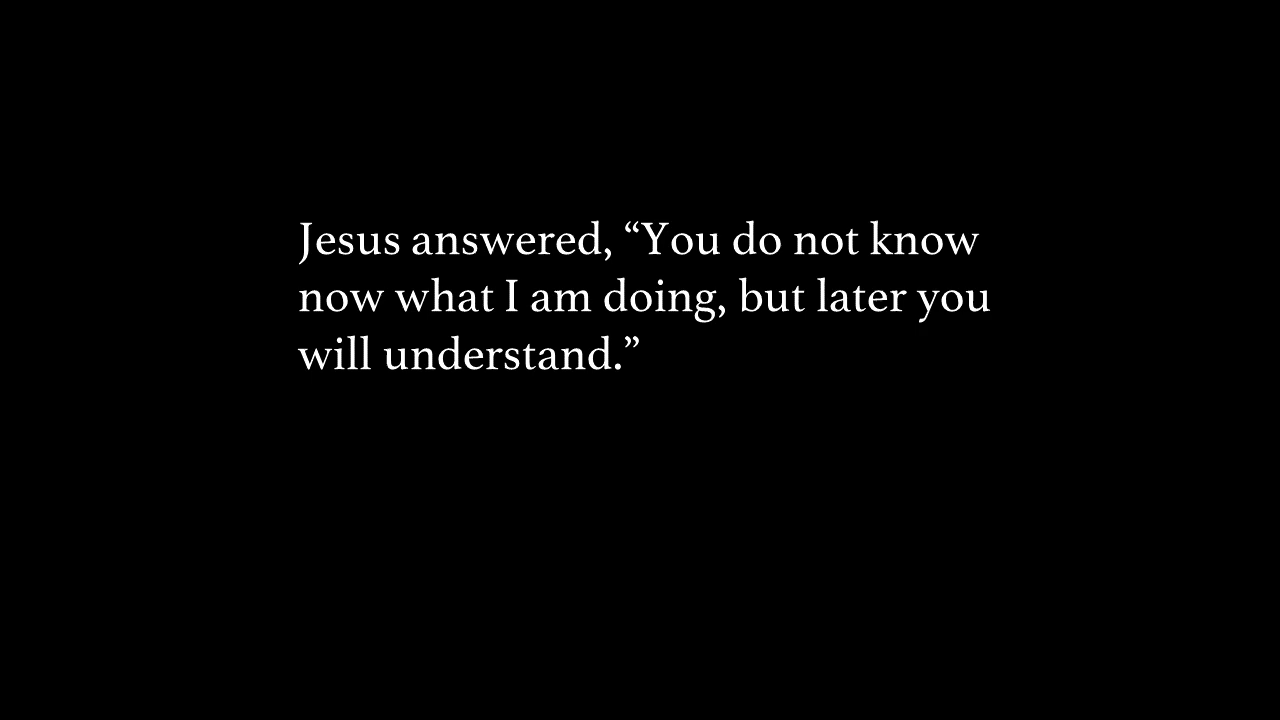 Jesus answered, “You do not know
now what I am doing, but later you
will understand.”